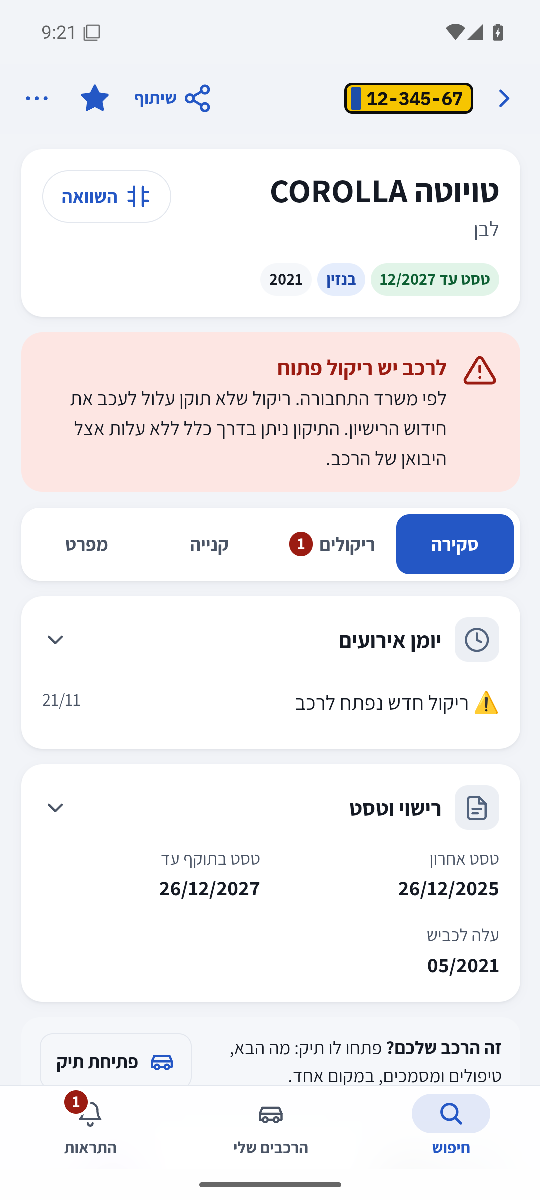 9:21
12-345-67
שיתוף
טויוטה COROLLA
השוואה
לבן
טסט עד 12/2027
בנזין
2021
לרכב יש ריקול פתוח
לפי משרד התחבורה. ריקול שלא תוקן עלול לעכב את
חידוש הרישיון. התיקון ניתן בדרך כלל ללא עלות אצל
היבואן של הרכב.
סקירה
ריקולים 1
קנייה
מפרט
יומן אירועים
⚠️ ריקול חדש נפתח לרכב
21/11
רישוי וטסט
טסט אחרון
26/12/2025
טסט בתוקף עד
26/12/2027
עלה לכביש
05/2021
זה הרכב שלכם? פתחו לו תיק: מה הבא,
טיפולים ומסמכים, במקום אחד.
פתיחת תיק
חיפוש
הרכבים שלי
1
התראות